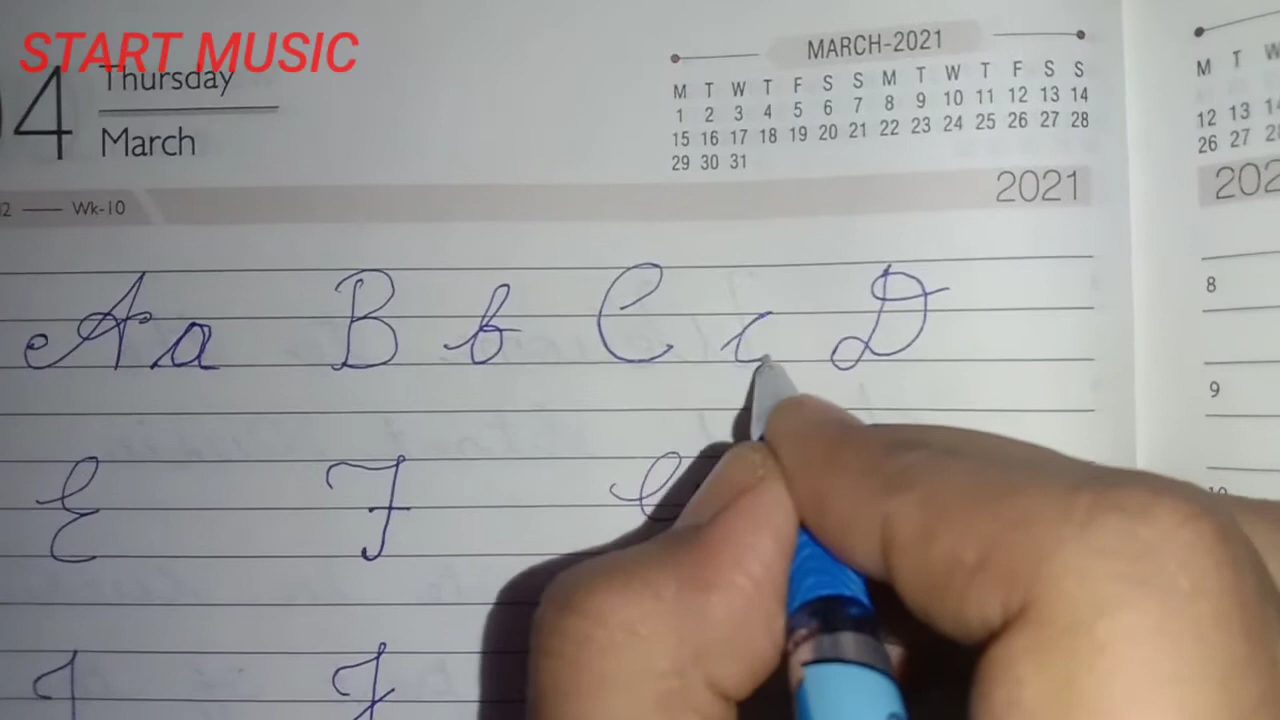 START MUSIC
04 Thursday
March
Wk-10
MARCH-2021
M T W T F S S M T W T F S S
1 2 3 4 5 6 7 8 9 10 11 12 13 14
15 16 17 18 19 20 21 22 23 24 25 26 27 28
29 30 31
2021
A a B b C c D
E F
M T W
12 13
26 27
8
9
10